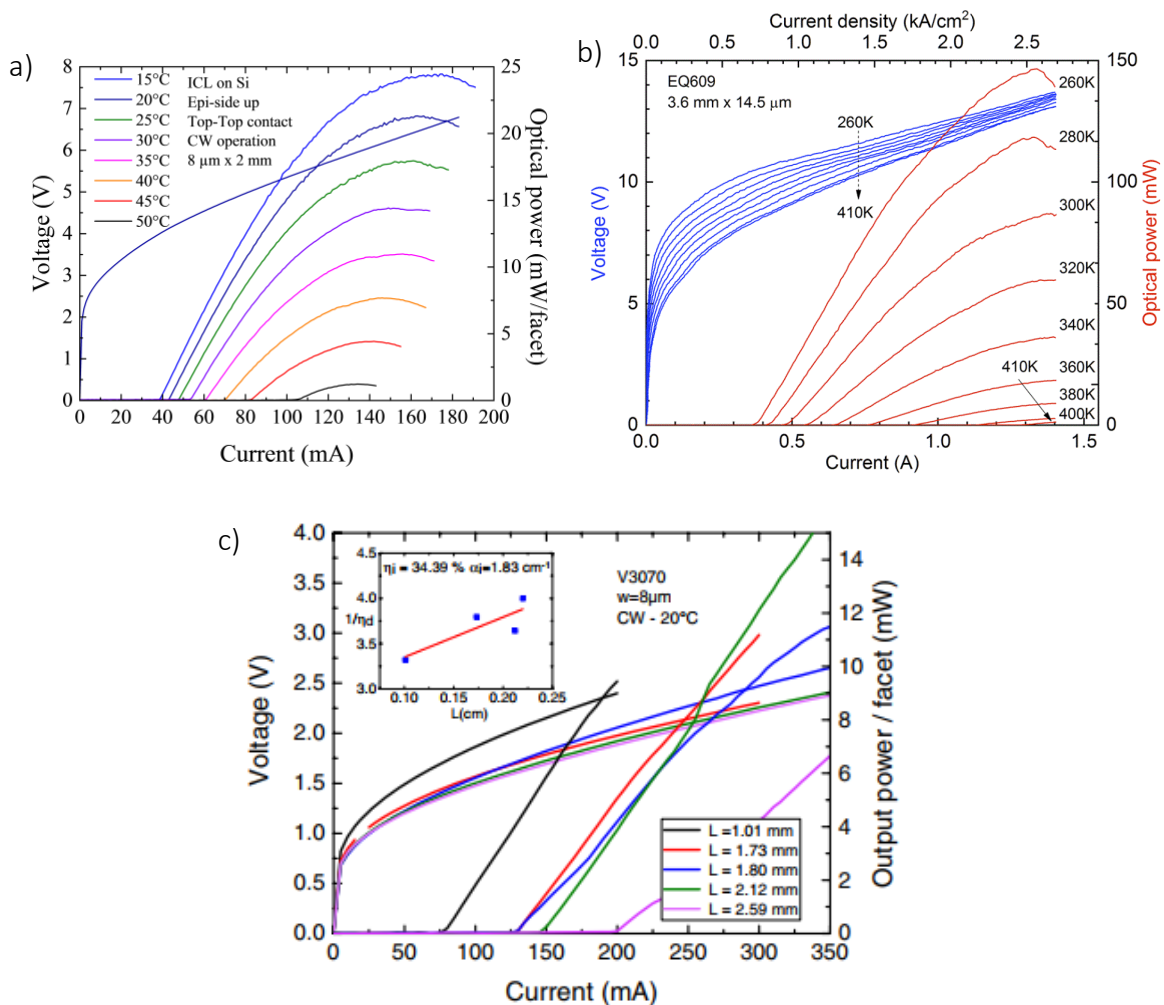 a)
8
7
6
5
4
3
2
1
0
Voltage (V)
15°C
20°C
25°C
30°C
35°C
40°C
45°C
50°C
ICL on Si
Epi-side up
Top-Top contact
CW operation
8 µm x 2 mm
25
20
15
10
5
0
Optical power (mW/facet)
0 20 40 60 80 100 120 140 160 180 200
Current (mA)
b)
Current density (kA/cm²)
0.0 0.5 1.0 1.5 2.0 2.5
15
10
5
0
Voltage (V)
EQ609
3.6 mm x 14.5 µm
260K
410K
150
100
50
0
Optical power (mW)
260K
280K
300K
320K
340K
360K
410K
380K
400K
0.0 0.5 1.0 1.5
Current (A)
c)
4.0
3.5
3.0
2.5
2.0
1.5
1.0
0.5
0.0
Voltage (V)
4.5
4.0
3.5
3.0
1/ηd
ηi = 34.39 % αi=1.83 cm⁻¹
0.10 0.15 0.20 0.25
L(cm)
V3070
w=8µm
CW - 20°C
L =1.01 mm
L = 1.73 mm
L = 1.80 mm
L = 2.12 mm
L = 2.59 mm
14
12
10
8
6
4
2
0
Output power / facet (mW)
0 50 100 150 200 250 300 350
Current (mA)